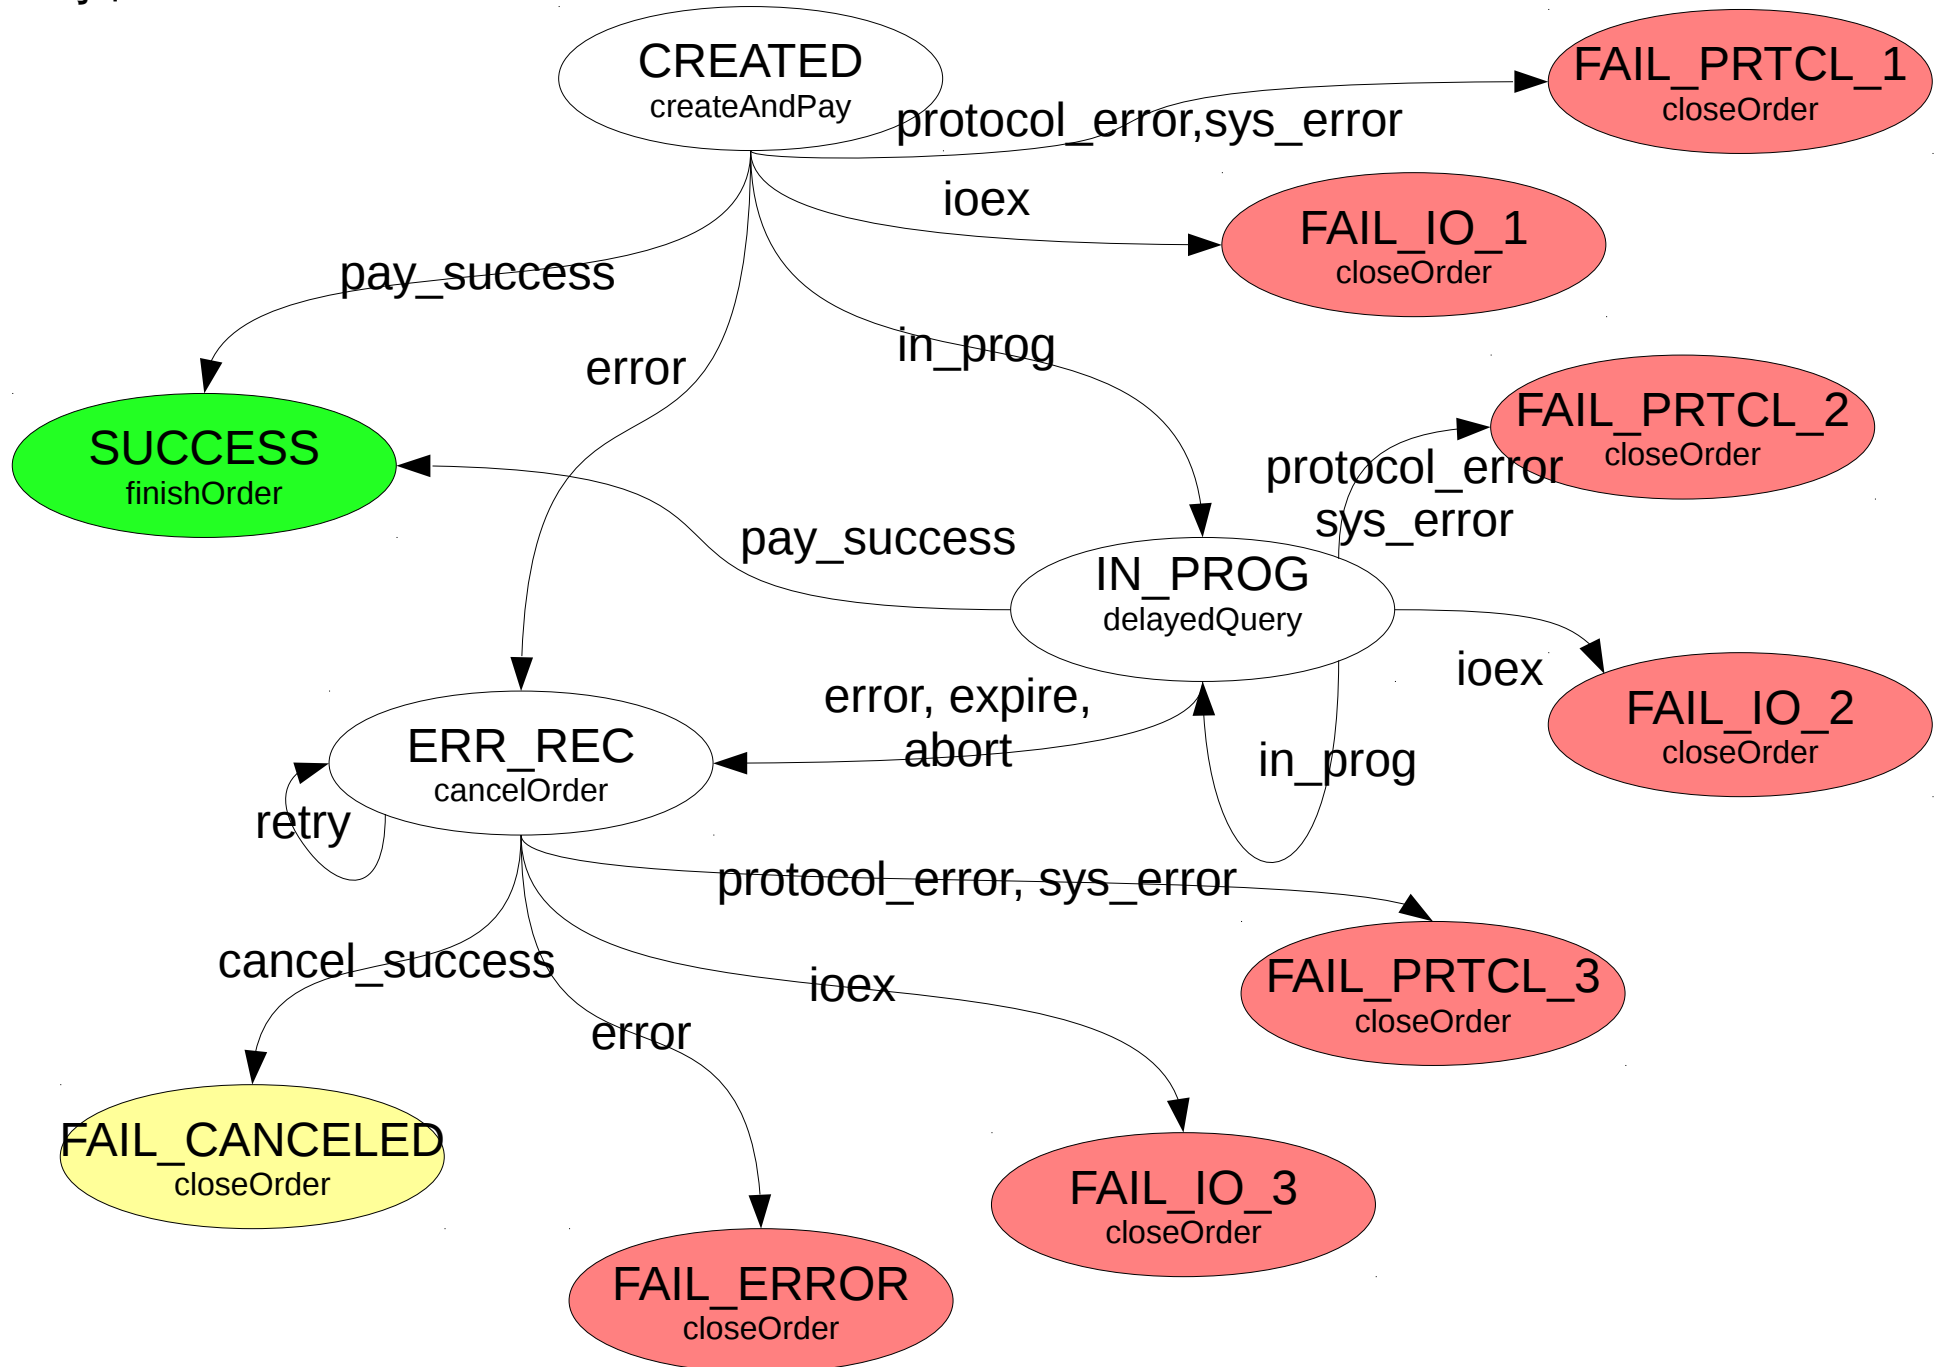 CREATED
createAndPay
FAIL_PRTCL_1
closeOrder
protocol_error,sys_error
ioex
FAIL_IO_1
closeOrder
pay_success
error
in_prog
SUCCESS
finishOrder
FAIL_PRTCL_2
closeOrder
protocol_error
sys_error
pay_success
IN_PROG
delayedQuery
ioex
FAIL_IO_2
closeOrder
error, expire,
abort
in_prog
ERR_REC
cancelOrder
retry
protocol_error, sys_error
cancel_success
ioex
error
FAIL_PRTCL_3
closeOrder
FAIL_CANCELED
closeOrder
FAIL_IO_3
closeOrder
FAIL_ERROR
closeOrder